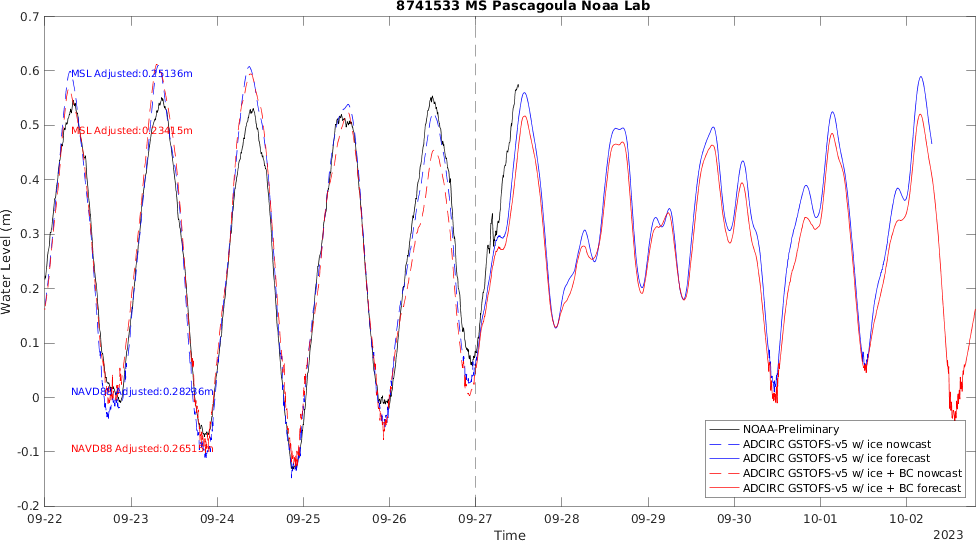 8741533 MS Pascagoula Noaa Lab
0.7
0.6
0.5
0.4
0.3
0.2
0.1
0
-0.1
-0.2
Water Level (m)
MSL Adjusted:0.25136m
MSL Adjusted:0.23415m
NAVD88 Adjusted:0.28236m
NAVD88 Adjusted:0.26515m
NOAA-Preliminary
ADCIRC GSTOFS-v5 w/ ice nowcast
ADCIRC GSTOFS-v5 w/ ice forecast
ADCIRC GSTOFS-v5 w/ ice + BC nowcast
ADCIRC GSTOFS-v5 w/ ice + BC forecast
09-22 09-23 09-24 09-25 09-26 09-27 09-28 09-29 09-30 10-01 10-02
Time
2023